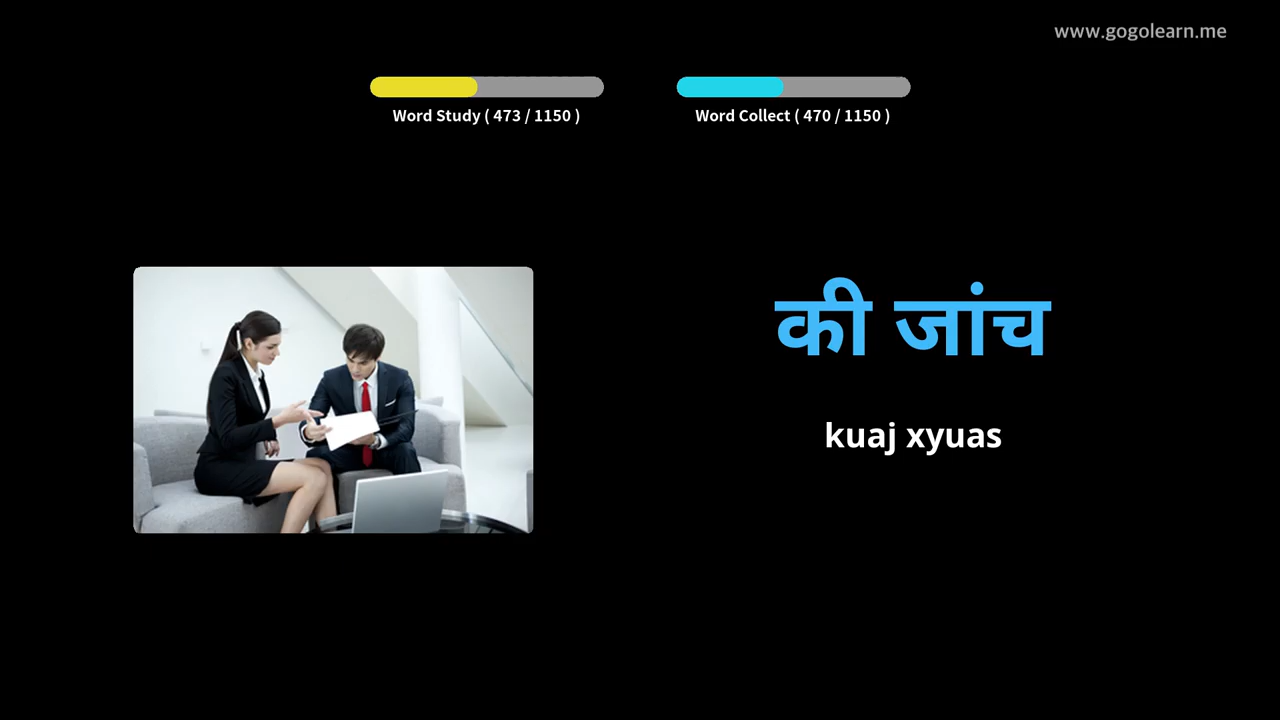 www.gogolearn.me
Word Study ( 473 / 1150 )
Word Collect ( 470 / 1150 )
की जांच
kuaj xyuas